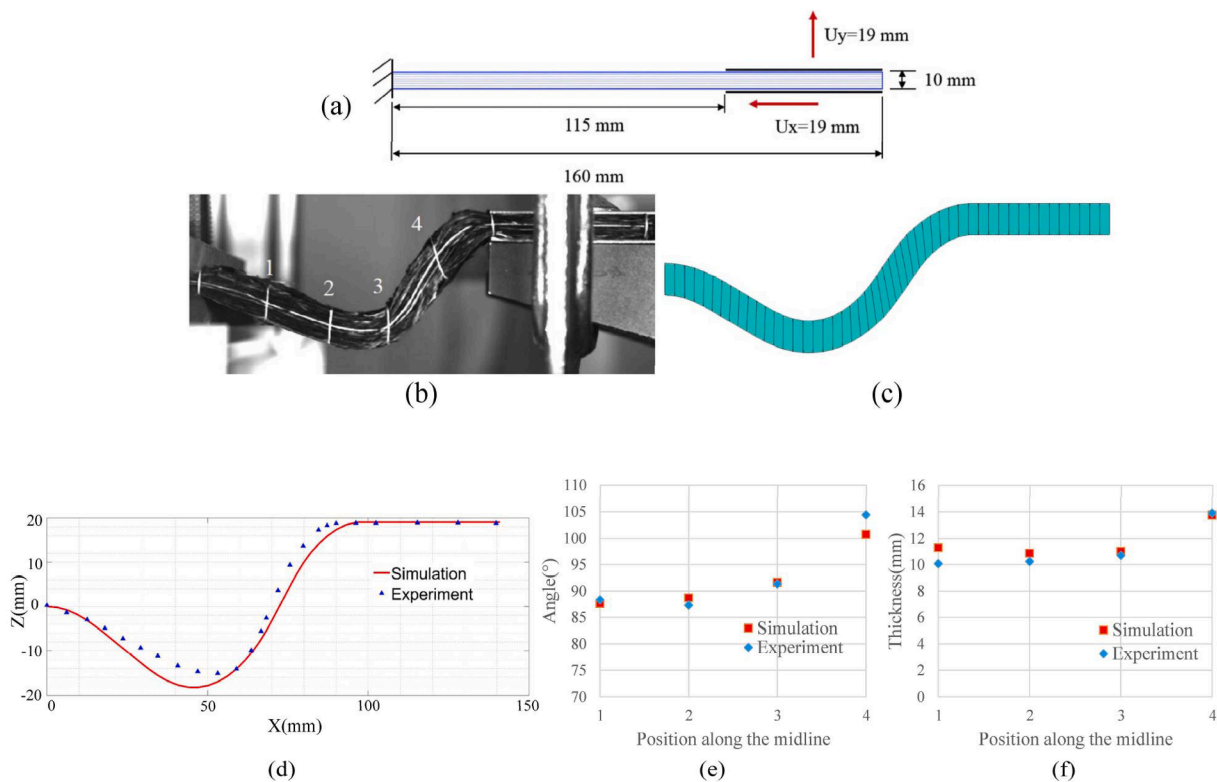 Uy=19 mm
10 mm
(a)
115 mm
Ux=19 mm
160 mm
1
2
3
4
(b)
(c)
20
10
0
-10
-20
Z(mm)
Simulation
Experiment
0
50
100
150
X(mm)
(d)
110
105
100
95
90
85
80
75
70
Angle(°)
Simulation
Experiment
1
2
3
4
Position along the midline
(e)
16
14
12
10
8
6
4
2
0
Thickness(mm)
Simulation
Experiment
1
2
3
4
Position along the midline
(f)